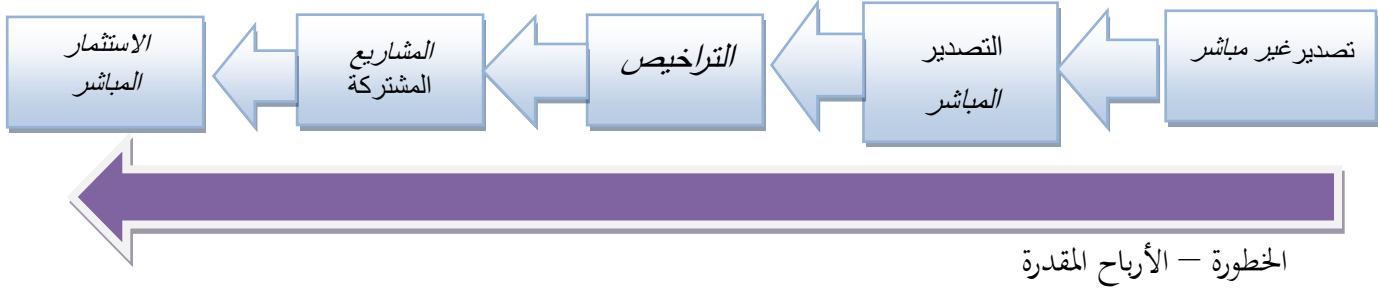 تصدير غير مباشر
التصدير
المباشر
التراخيص
المشاريع
المشتركة
الاستثمار
المباشر
الخطورة – الأرباح المقدرة